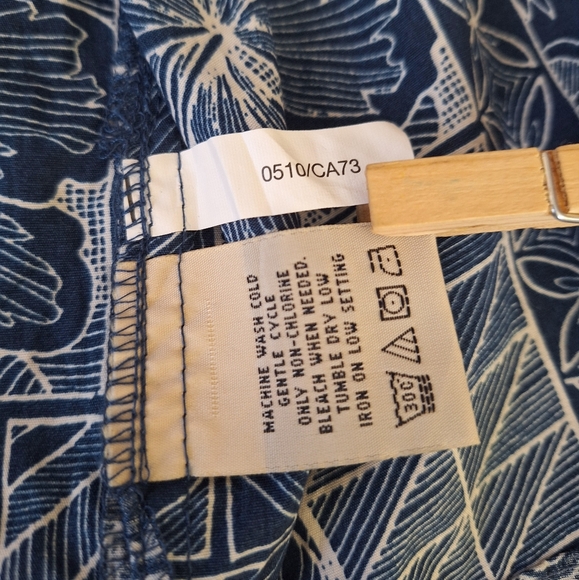 0510/CA73
MACHINE WASH COLD
GENTLE CYCLE
ONLY NON-CHLORINE
BLEACH WHEN NEEDED.
TUMBLE DRY LOW
IRON ON LOW SETTING